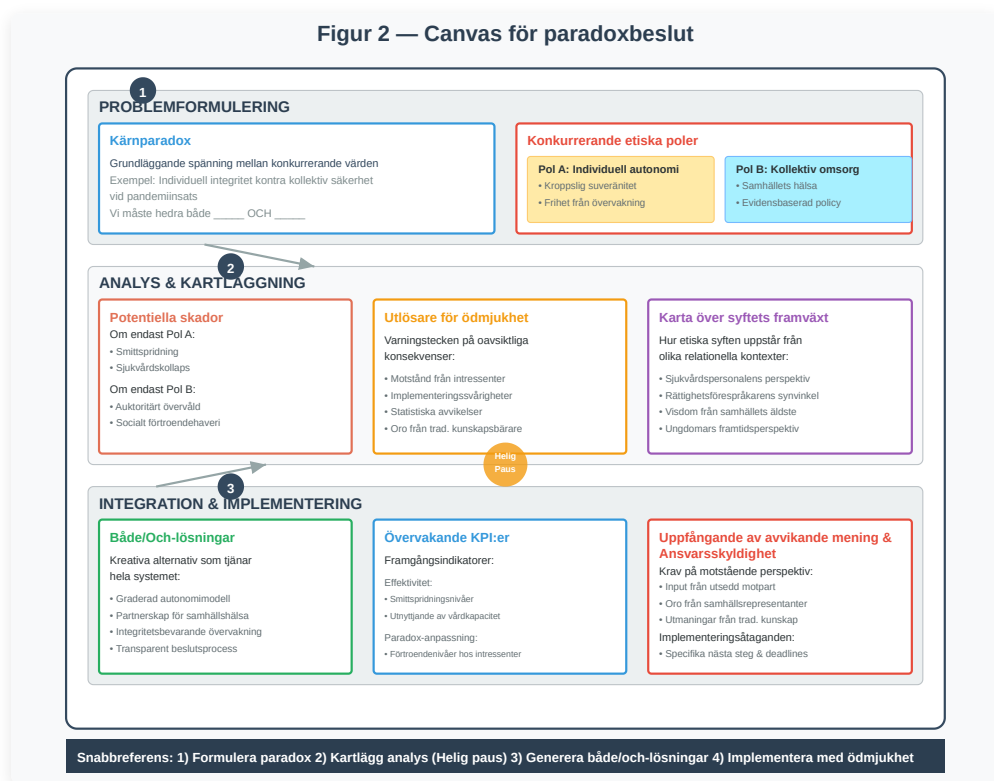 Figur 2 — Canvas för paradoxbeslut
1
PROBLEMFORMULERING
Kärnparadox
Grundläggande spänning mellan konkurrerande värden
Exempel: Individuell integritet kontra kollektiv säkerhet
vid pandemiinsats
Vi måste hedra både _____ OCH _____
Konkurrerande etiska poler
Pol A: Individuell autonomi
• Kroppslig suveränitet
• Frihet från övervakning
Pol B: Kollektiv omsorg
• Samhällets hälsa
• Evidensbaserad policy
2
ANALYS & KARTLÄGGNING
Potentiella skador
Om endast Pol A:
• Smittspridning
• Sjukvårdskollaps
Om endast Pol B:
• Auktoritärt övervåld
• Socialt förtroendehaveri
Utlösare för ödmjukhet
Varningstecken på oavsiktliga
konsekvenser:
• Motstånd från intressenter
• Implementeringssvårigheter
• Statistiska avvikelser
• Oro från trad. kunskapsbärare
Karta över syftets framväxt
Hur etiska syften uppstår från
olika relationella kontexter:
• Sjukvårdspersonalens perspektiv
• Rättighetsförespråkarens synvinkel
• Visdom från samhällets äldste
• Ungdomars framtidsperspektiv
Helig
Paus
3
INTEGRATION & IMPLEMENTERING
Både/Och-lösningar
Kreativa alternativ som tjänar
hela systemet:
• Graderad autonomimodell
• Partnerskap för samhällshälsa
• Integritetsbevarande övervakning
• Transparent beslutsprocess
Övervakande KPI:er
Framgångsindikatorer:
Effektivitet:
• Smittspridningsnivåer
• Utnyttjande av vårdkapacitet
Paradox-anpassning:
• Förtroendenivåer hos intressenter
Uppfångande av avvikande mening &
Ansvarsskyldighet
Krav på motstående perspektiv:
• Input från utsedd motpart
• Oro från samhällsrepresentanter
• Utmaningar från trad. kunskap
Implementeringsåtaganden:
• Specifika nästa steg & deadlines
Snabbreferens: 1) Formulera paradox 2) Kartlägg analys (Helig paus) 3) Generera både/och-lösningar 4) Implementera med ödmjukhet